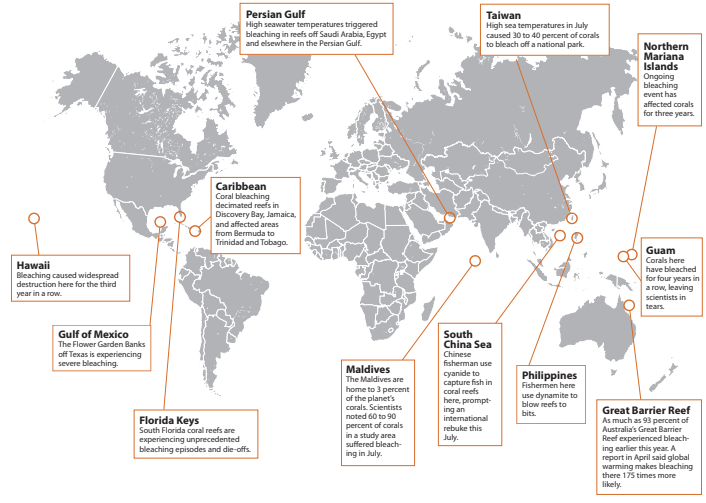 Persian Gulf
High seawater temperatures triggered
bleaching in reefs off Saudi Arabia, Egypt
and elsewhere in the Persian Gulf.
Taiwan
High sea temperatures in July
caused 30 to 40 percent of corals
to bleach off a national park.
Northern
Mariana
Islands
Ongoing
bleaching
event has
affected corals
for three years.
Caribbean
Coral bleaching
decimated reefs in
Discovery Bay, Jamaica,
and affected areas
from Bermuda to
Trinidad and Tobago.
Hawaii
Bleaching caused widespread
destruction here for the third
year in a row.
Guam
Corals here
have bleached
for four years in
a row, leaving
scientists in
tears.
Gulf of Mexico
The Flower Garden Banks
off Texas is experiencing
severe bleaching.
Florida Keys
South Florida coral reefs are
experiencing unprecedented
bleaching episodes and die-offs.
Maldives
The Maldives are
home to 3 percent
of the planet's
corals. Scientists
noted 60 to 90
percent of corals
in a study area
suffered bleach-
ing in July.
South
China Sea
Chinese
fisherman use
cyanide to
capture fish in
coral reefs
here, prompt-
ing an
international
rebuke this
July.
Philippines
Fishermen here
use dynamite to
blow reefs to
bits.
Great Barrier Reef
As much as 93 percent of
Australia's Great Barrier
Reef experienced bleach-
ing earlier this year. A
report in April said global
warming makes bleaching
there 175 times more
likely.